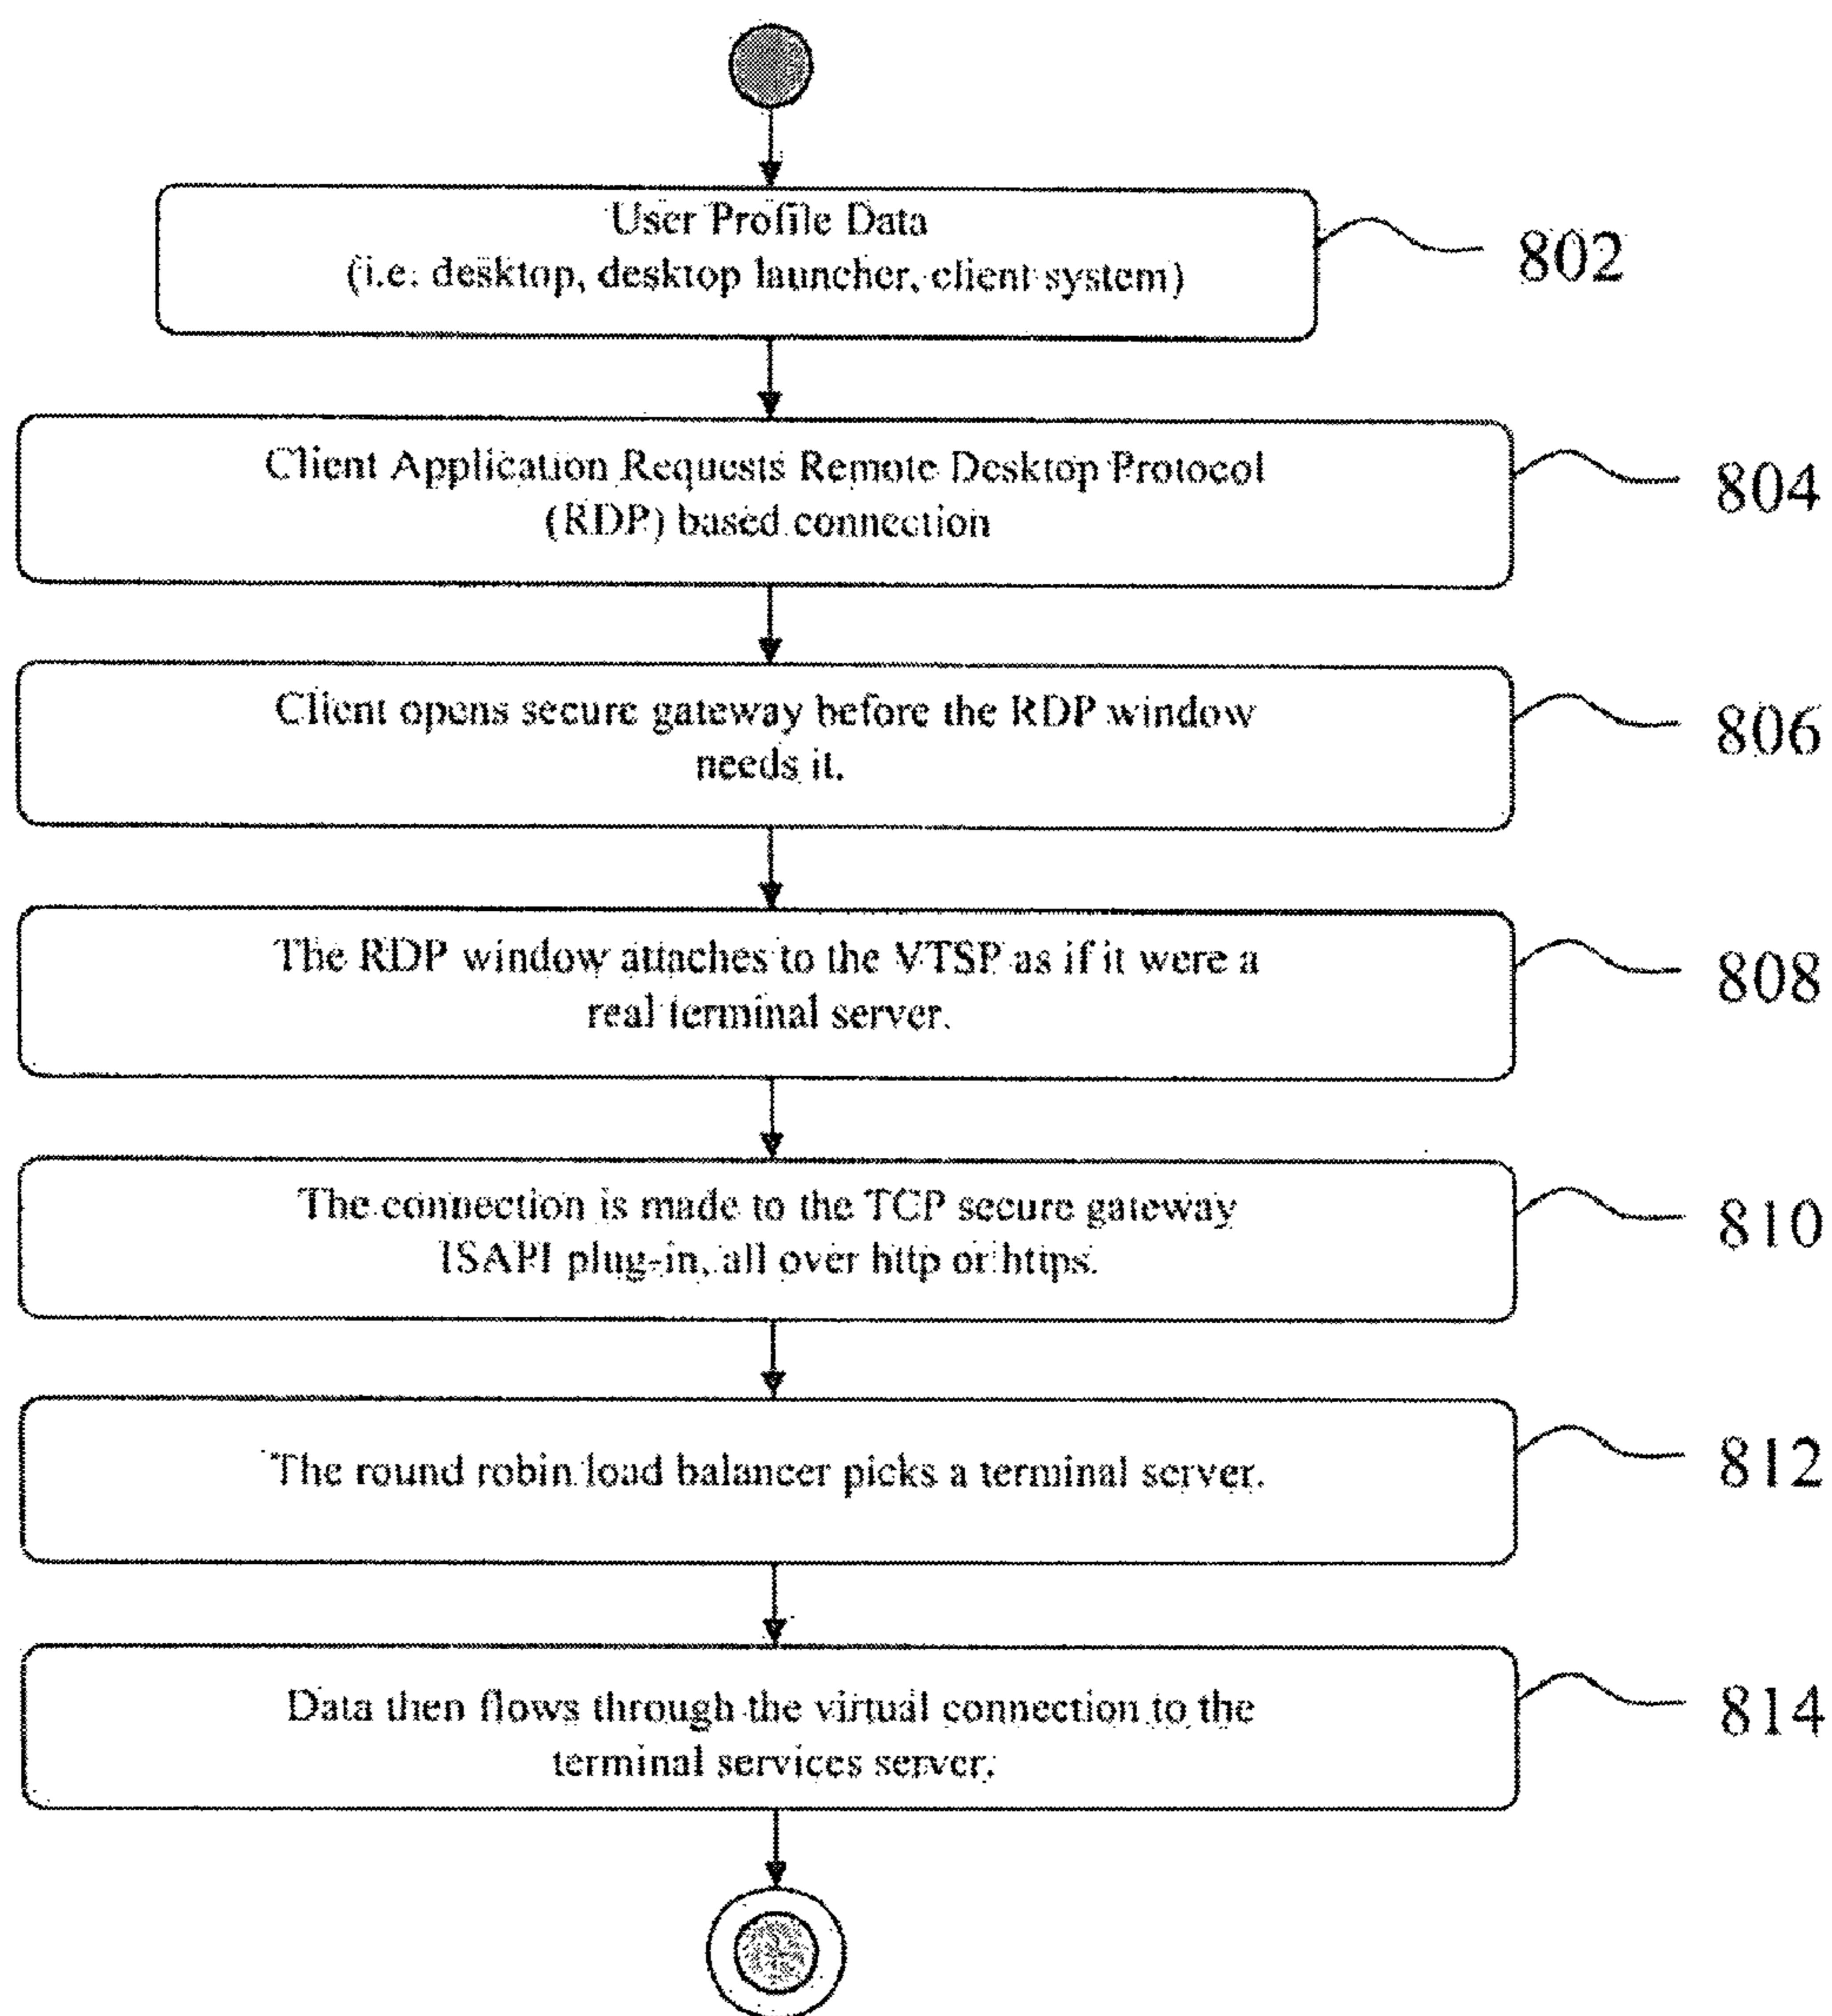 User Profile Data
(i.e. desktop, desktop launcher, client system)
802
Client Application Requests Remote Desktop Protocol
(RDP) based connection
804
Client opens secure gateway before the RDP window
needs it.
806
The RDP window attaches to the VTSP as if it were a
real terminal server.
808
The connection is made to the TCP secure gateway
ISAPI plug-in, all over http or https.
810
The round robin load balancer picks a terminal server.
812
Data then flows through the virtual connection to the
terminal services server.
814